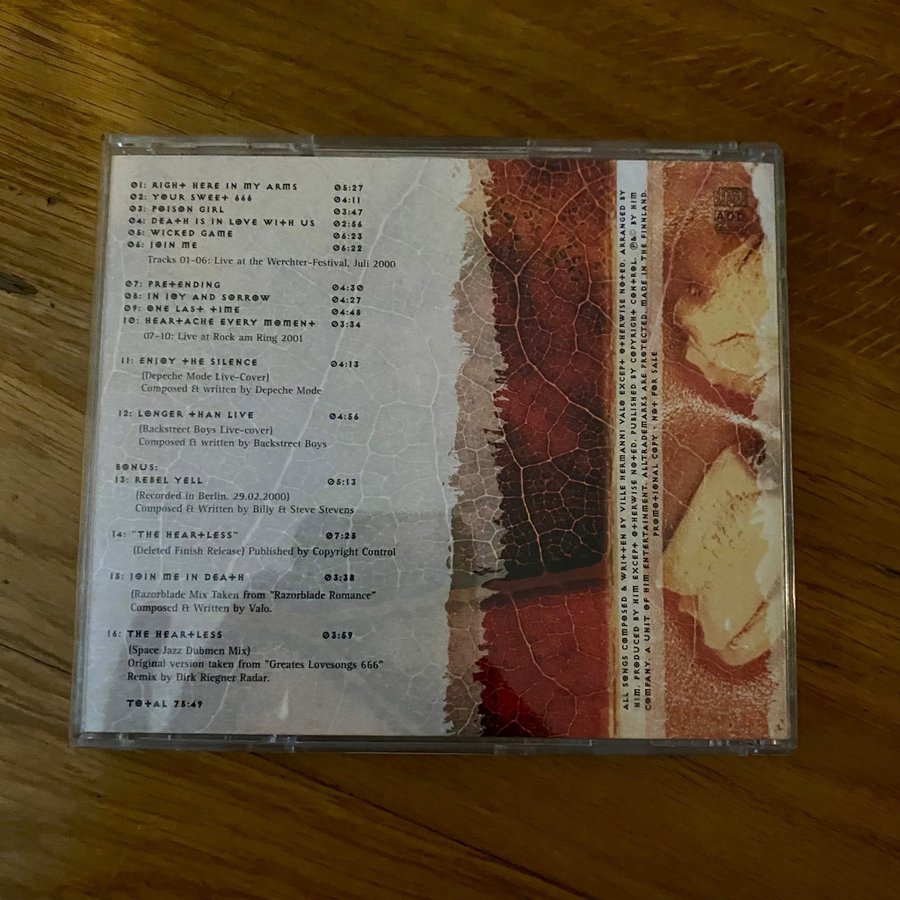 01: RIGHT HERE IN MY ARMS 05:27
02: YOUR SWEET 666 04:11
03: POISON GIRL 03:47
04: DEATH IS IN LOVE WITH US 02:56
05: WICKED GAME 06:23
06: JOIN ME 06:22
Tracks 01-06: Live at the Werchter-Festival, Juli 2000
07: PRETENDING 04:30
08: IN JOY AND SORROW 04:27
09: ONE LAST TIME 04:48
10: HEARTACHE EVERY MOMENT 03:34
07-10: Live at Rock am Ring 2001
11: ENJOY THE SILENCE 04:13
(Depeche Mode Live-Cover)
Composed & written by Depeche Mode
12: LONGER THAN LIVE 04:56
(Backstreet Boys Live-cover)
Composed & written by Backstreet Boys
BONUS:
13: REBEL YELL 05:13
(Recorded in Berlin. 29.02.2000)
Composed & Written by Billy & Steve Stevens
14: "THE HEARTLESS" 07:25
(Deleted Finish Release) Published by Copyright Control
15: JOIN ME IN DEATH 03:38
(Razorblade Mix Taken from "Razorblade Romance"
Composed & Written by Valo.
16: THE HEARTLESS 03:59
(Space Jazz Dubmen Mix)
Original version taken from "Greates Lovesongs 666"
Remix by Dirk Riegner Radar.
TOTAL 75:49
ALL SONGS COMPOSED & WRITTEN BY VILLE HERMANNI VALO EXCEPT OTHERWISE NOTED. ARRANGED BY
HIM. PRODUCED BY HIM EXCEPT OTHERWISE NOTED. PUBLISHED BY COPYRIGHT CONTROL. ℗&© BY HIM
COMPANY. A UNIT OF HIM ENTERTAINMENT. ALLTRADEMARKS ARE PROTECTED. MADE IN THE FINNLAND.
PROMOTIONAL COPY - NOT FOR SALE
ADD